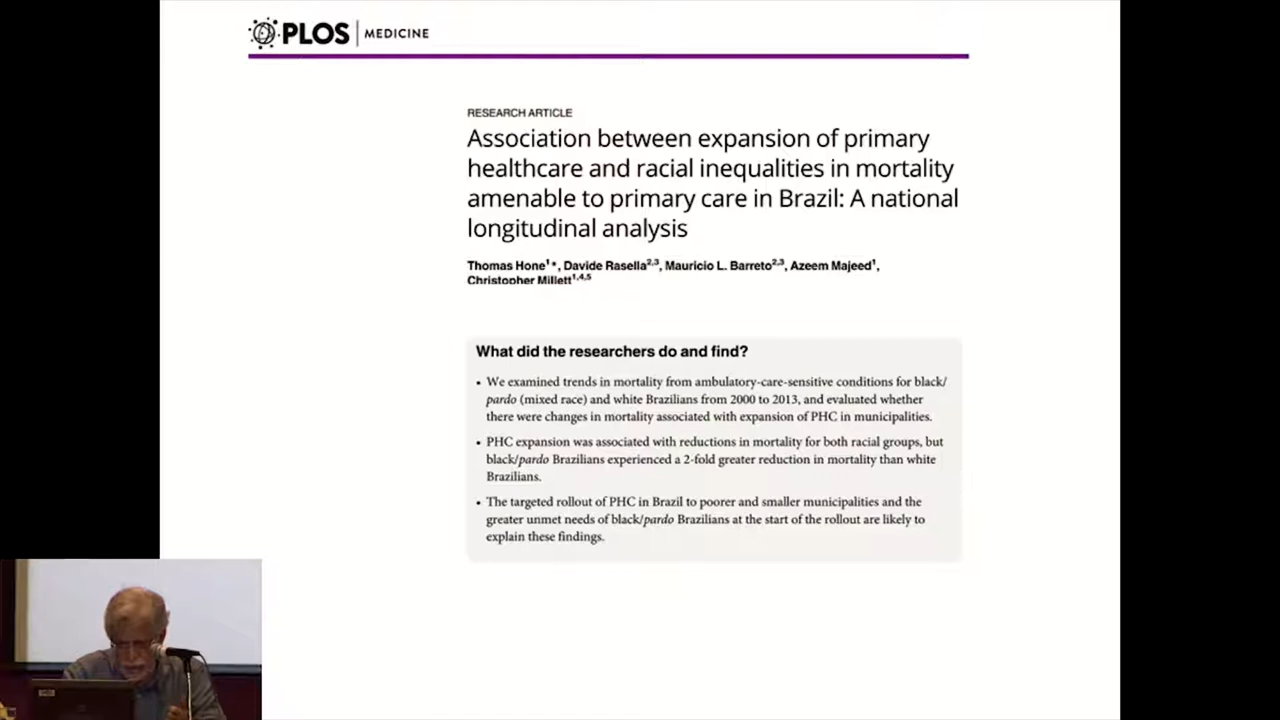 PLOS | MEDICINE
RESEARCH ARTICLE
Association between expansion of primary
healthcare and racial inequalities in mortality
amenable to primary care in Brazil: A national
longitudinal analysis
Thomas Hone¹*, Davide Rasella²,³, Mauricio L. Barreto²,³, Azeem Majeed¹,
Christopher Millett¹,⁴,⁵
What did the researchers do and find?
• We examined trends in mortality from ambulatory-care-sensitive conditions for black/
pardo (mixed race) and white Brazilians from 2000 to 2013, and evaluated whether
there were changes in mortality associated with expansion of PHC in municipalities.
• PHC expansion was associated with reductions in mortality for both racial groups, but
black/pardo Brazilians experienced a 2-fold greater reduction in mortality than white
Brazilians.
• The targeted rollout of PHC in Brazil to poorer and smaller municipalities and the
greater unmet needs of black/pardo Brazilians at the start of the rollout are likely to
explain these findings.